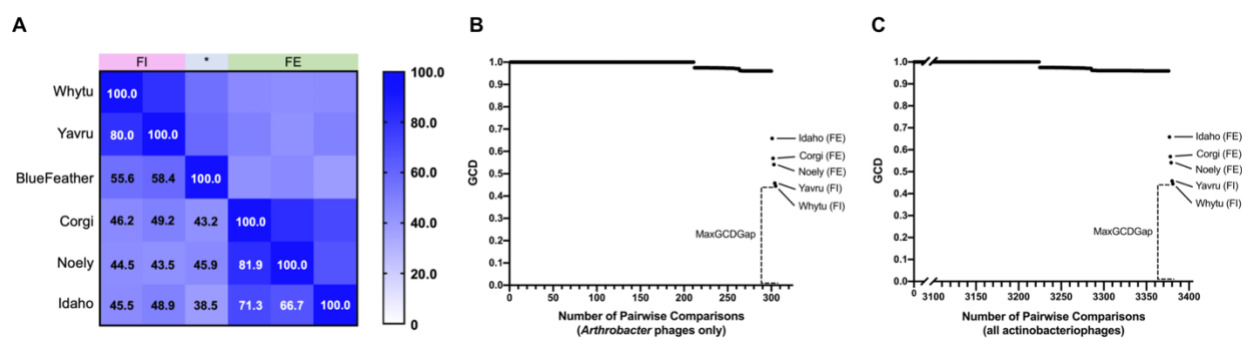 A
FI * FE
Whytu 100.0
Yavru 80.0 100.0
BlueFeather 55.6 58.4 100.0
Corgi 46.2 49.2 43.2 100.0
Noely 44.5 43.5 45.9 81.9 100.0
Idaho 45.5 48.9 38.5 71.3 66.7 100.0
100.0
80.0
60.0
40.0
20.0
0.0
B
GCD
1.0
0.9
0.8
0.7
0.6
0.5
0.4
0.3
0.2
0.1
0.0
Idaho (FE)
Corgi (FE)
Noely (FE)
Yavru (FI)
Whytu (FI)
MaxGCDGap
0 50 100 150 200 250 300
Number of Pairwise Comparisons
(Arthrobacter phages only)
C
GCD
1.0
0.9
0.8
0.7
0.6
0.5
0.4
0.3
0.2
0.1
0.0
Idaho (FE)
Corgi (FE)
Noely (FE)
Yavru (FI)
Whytu (FI)
MaxGCDGap
0 3100 3200 3300 3400
Number of Pairwise Comparisons
(all actinobacteriophages)